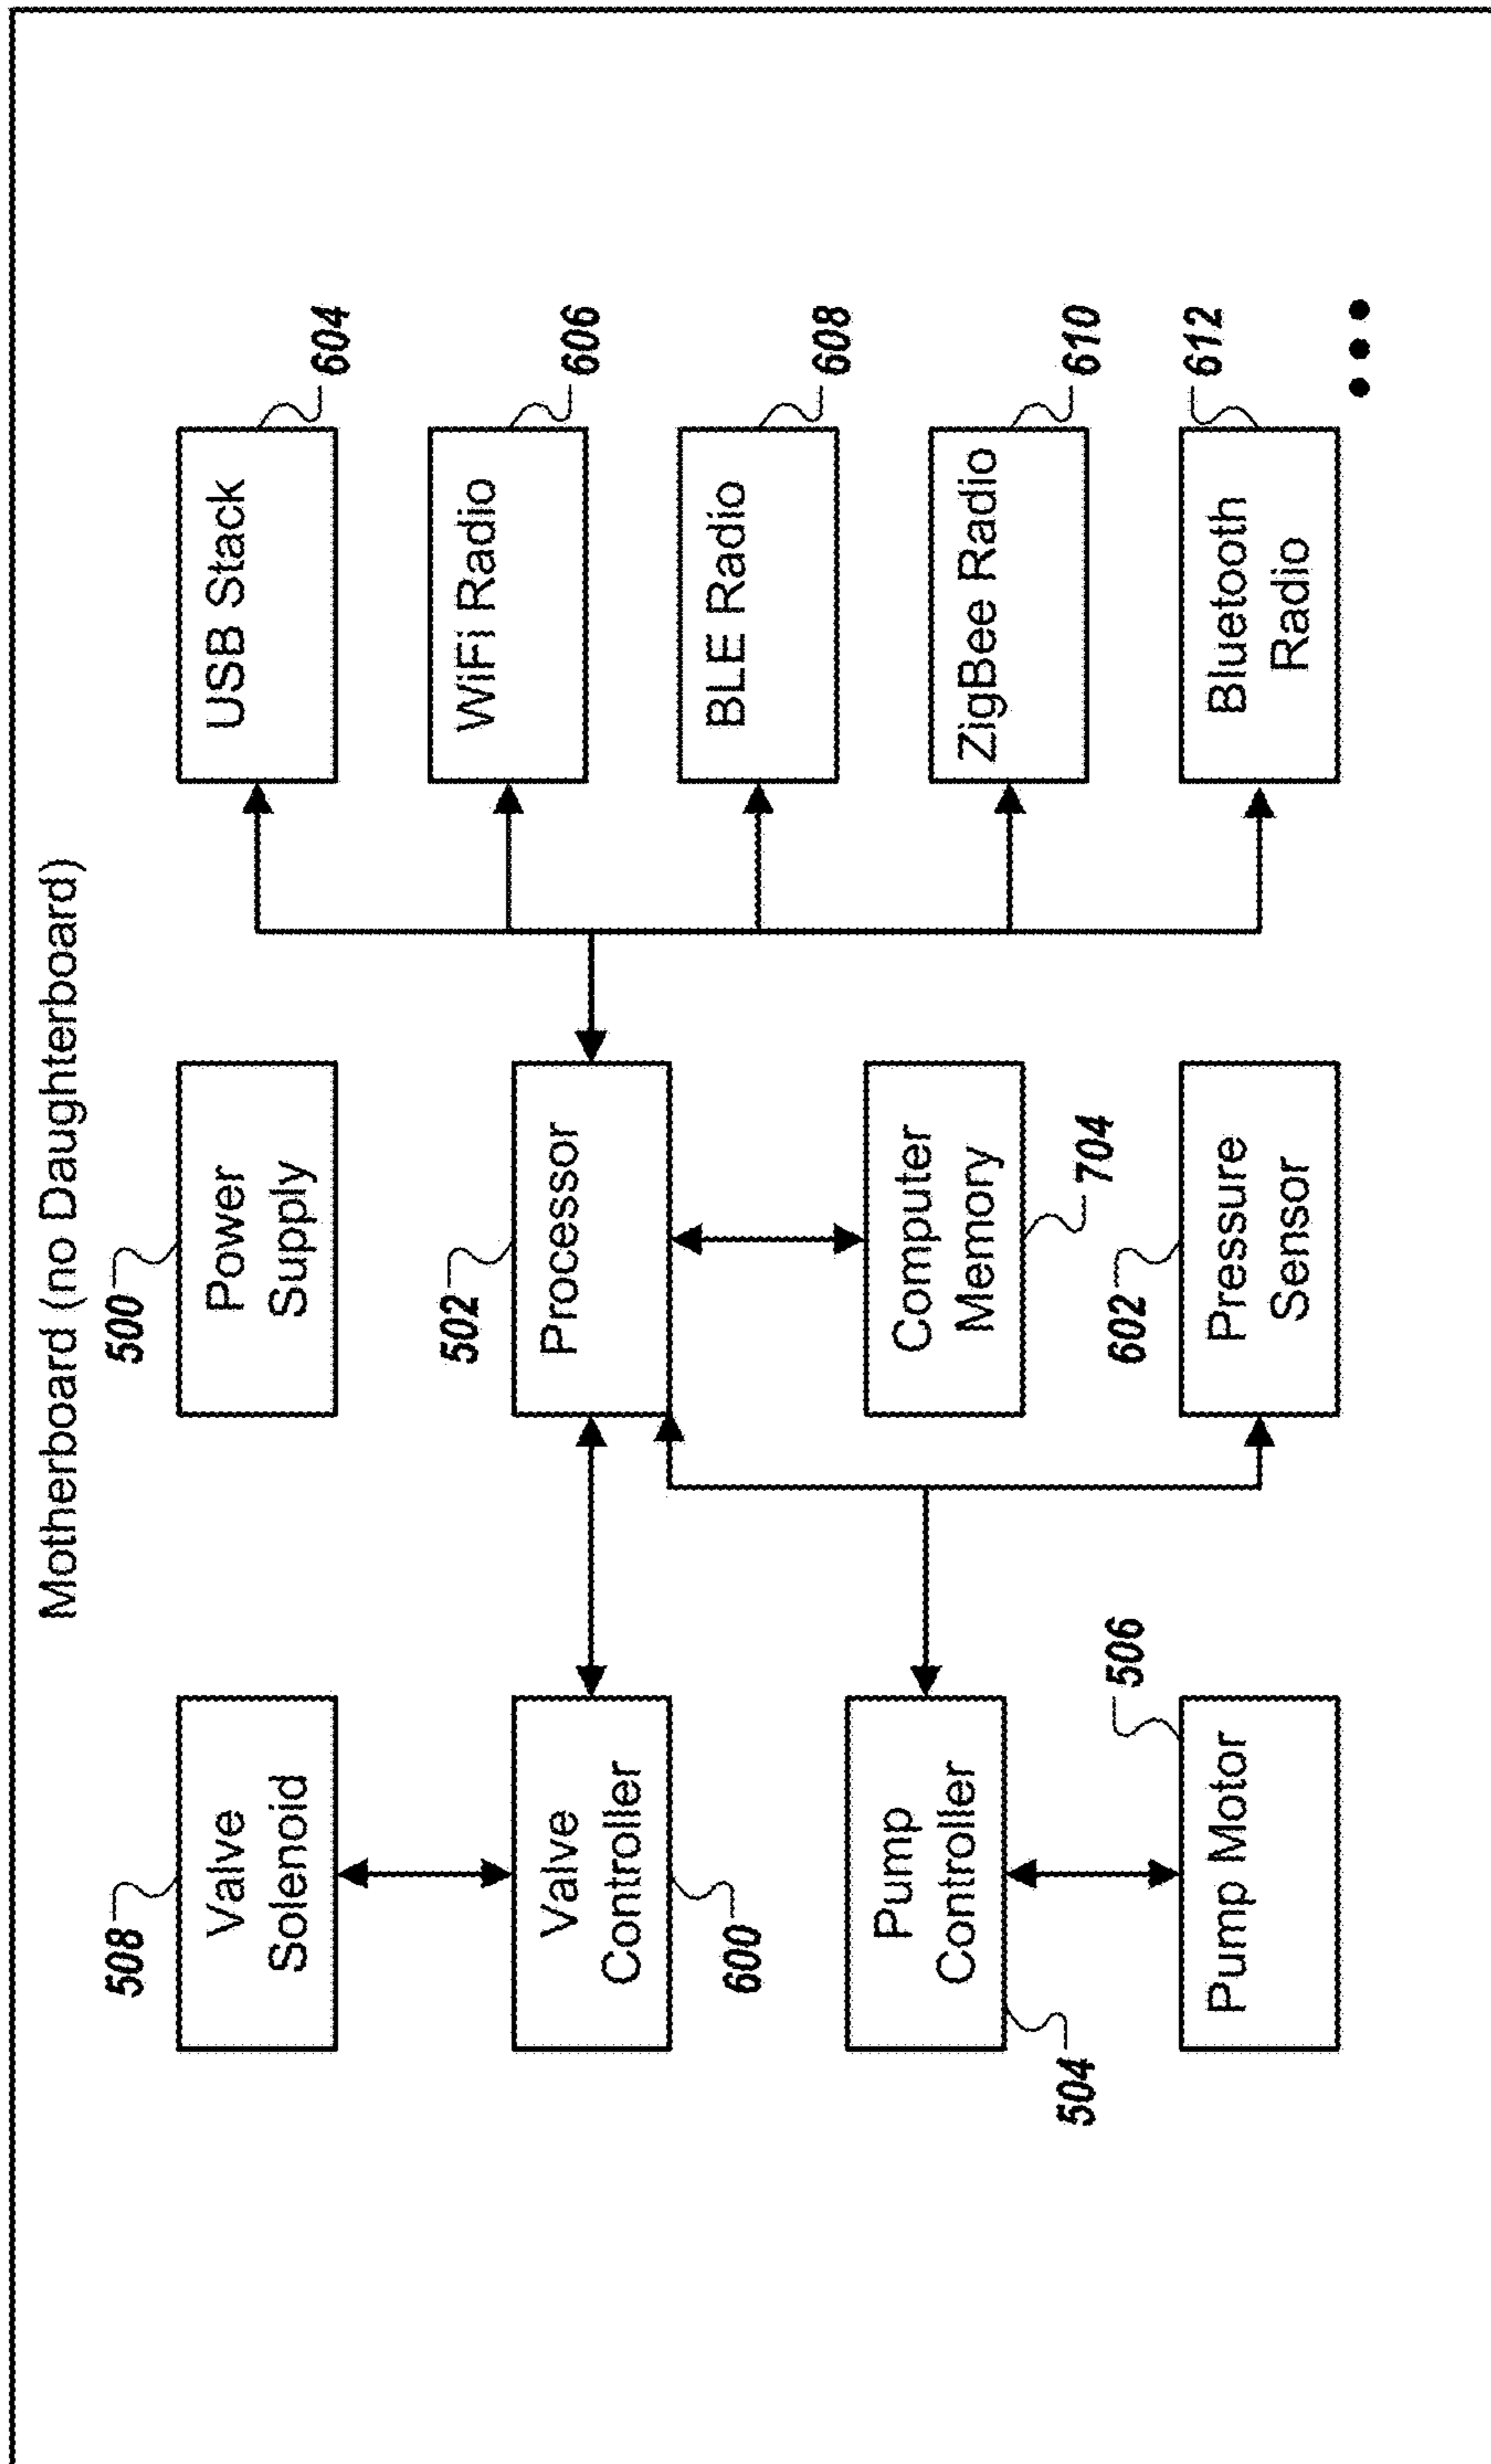 Motherboard (no Daughterboard)
508
Valve
Solenoid
500
Power
Supply
USB Stack
604
WiFi Radio
606
Valve
Controller
600
502
Processor
BLE Radio
608
Pump
Controller
504
Computer
Memory
704
ZigBee Radio
610
506
Pump Motor
602
Pressure
Sensor
612
Bluetooth
Radio